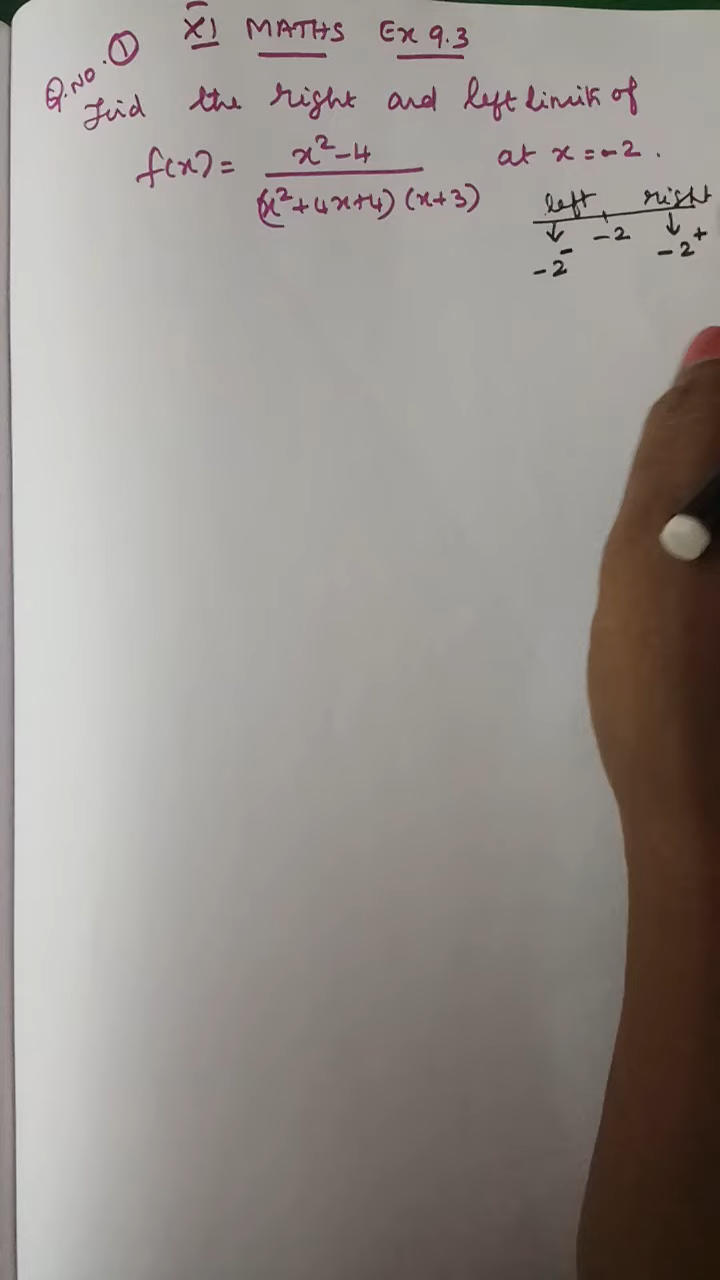 XI MATHS Ex 9.3
Q.NO. ①
Find the right and left limit of
f(x) = x²-4 / (x²+4x+4) (x+3) at x = -2.
left right
↓ -2 ↓
-2⁻ -2⁺